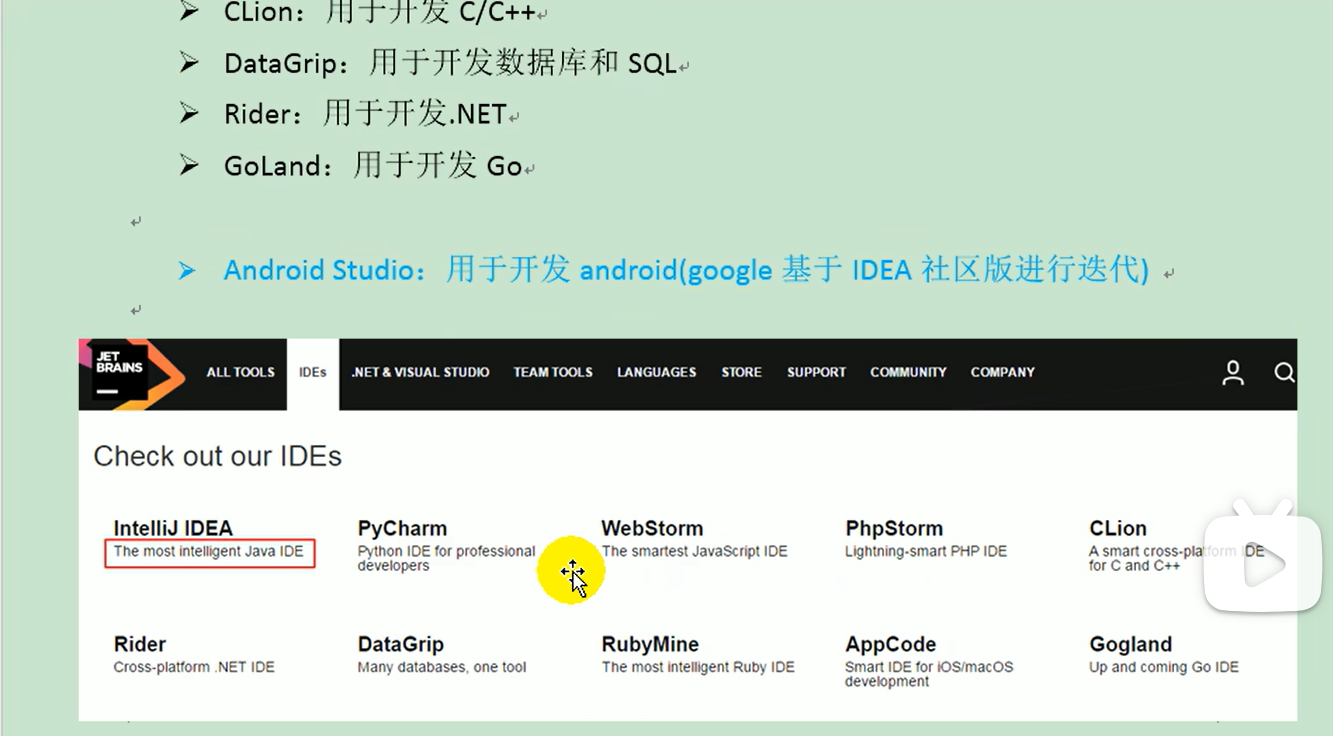 CLion：用于开发 C/C++
DataGrip：用于开发数据库和 SQL
Rider：用于开发.NET
GoLand：用于开发 Go
Android Studio：用于开发 android(google 基于 IDEA 社区版进行迭代)
JET
BRAINS
ALL TOOLS IDEs .NET & VISUAL STUDIO TEAM TOOLS LANGUAGES STORE SUPPORT COMMUNITY COMPANY
Check out our IDEs
IntelliJ IDEA PyCharm WebStorm PhpStorm CLion
The most intelligent Java IDE Python IDE for professional The smartest JavaScript IDE Lightning-smart PHP IDE A smart cross-platform IDE
developers for C and C++
Rider DataGrip RubyMine AppCode Gogland
Cross-platform .NET IDE Many databases, one tool The most intelligent Ruby IDE Smart IDE for iOS/macOS Up and coming Go IDE
development